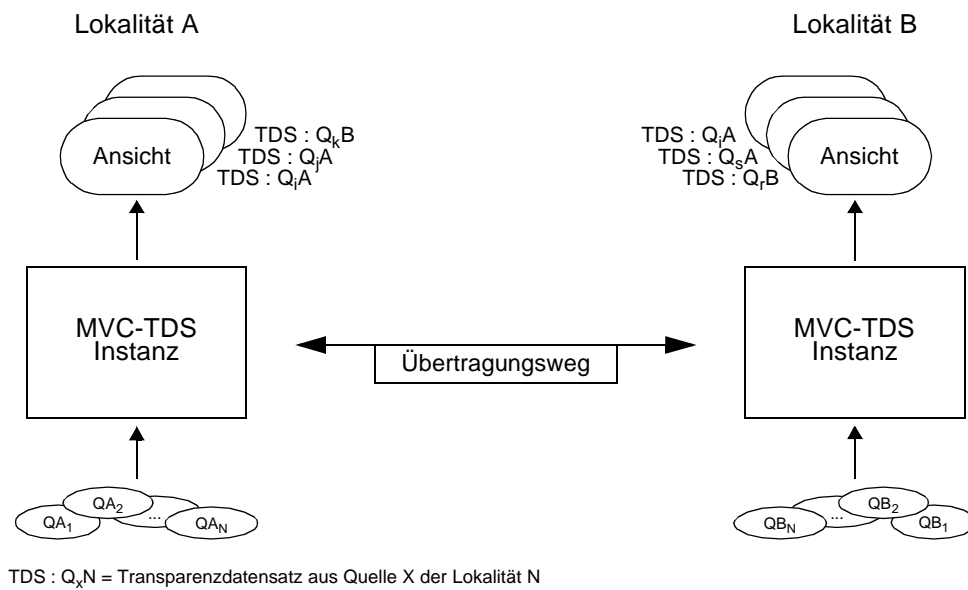 Lokalität A
Lokalität B
TDS : QkB
TDS : QjA
TDS : QiA
Ansicht
TDS : QiA
TDS : QsA
TDS : QrB
Ansicht
MVC-TDS
Instanz
Übertragungsweg
MVC-TDS
Instanz
QA1
QA2
...
QAN
QBN
...
QB2
QB1
TDS : QxN = Transparenzdatensatz aus Quelle X der Lokalität N